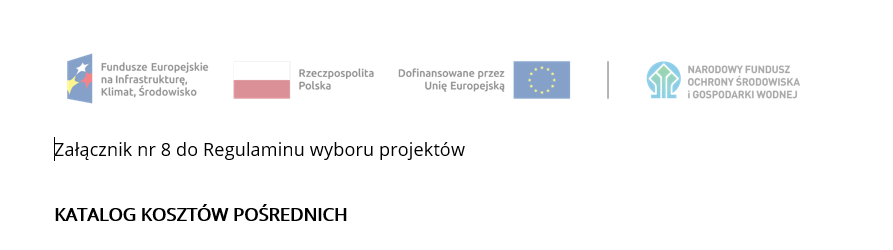 Fundusze Europejskie
na Infrastrukturę,
Klimat, Środowisko
Rzeczpospolita
Polska
Dofinansowane przez
Unię Europejską
NARODOWY FUNDUSZ
OCHRONY ŚRODOWISKA
i GOSPODARKI WODNEJ
Załącznik nr 8 do Regulaminu wyboru projektów
KATALOG KOSZTÓW POŚREDNICH